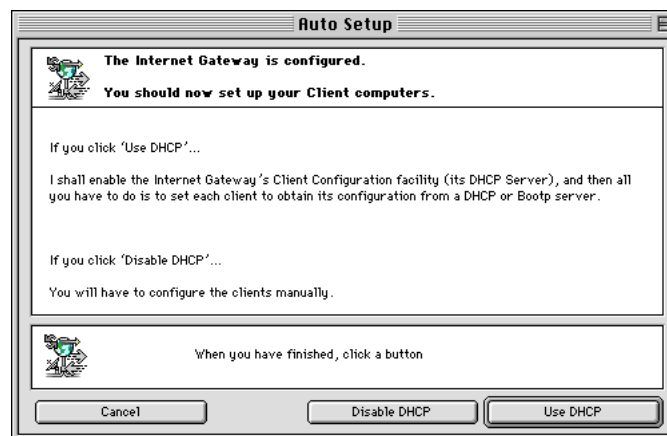 Auto Setup
The Internet Gateway is configured.
You should now set up your Client computers.
If you click 'Use DHCP'...
I shall enable the Internet Gateway's Client Configuration facility (its DHCP Server), and then all
you have to do is to set each client to obtain its configuration from a DHCP or Bootp server.
If you click 'Disable DHCP'...
You will have to configure the clients manually.
When you have finished, click a button
Cancel
Disable DHCP
Use DHCP